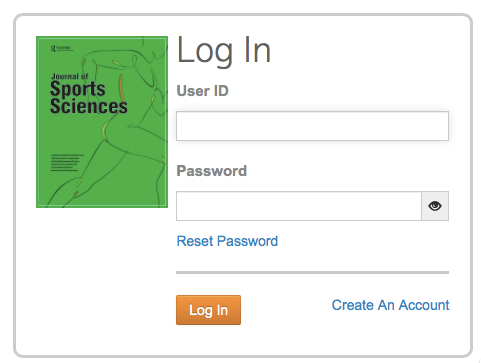 Log In
Journal of
Sports
Sciences
User ID
Password
Reset Password
Log In
Create An Account